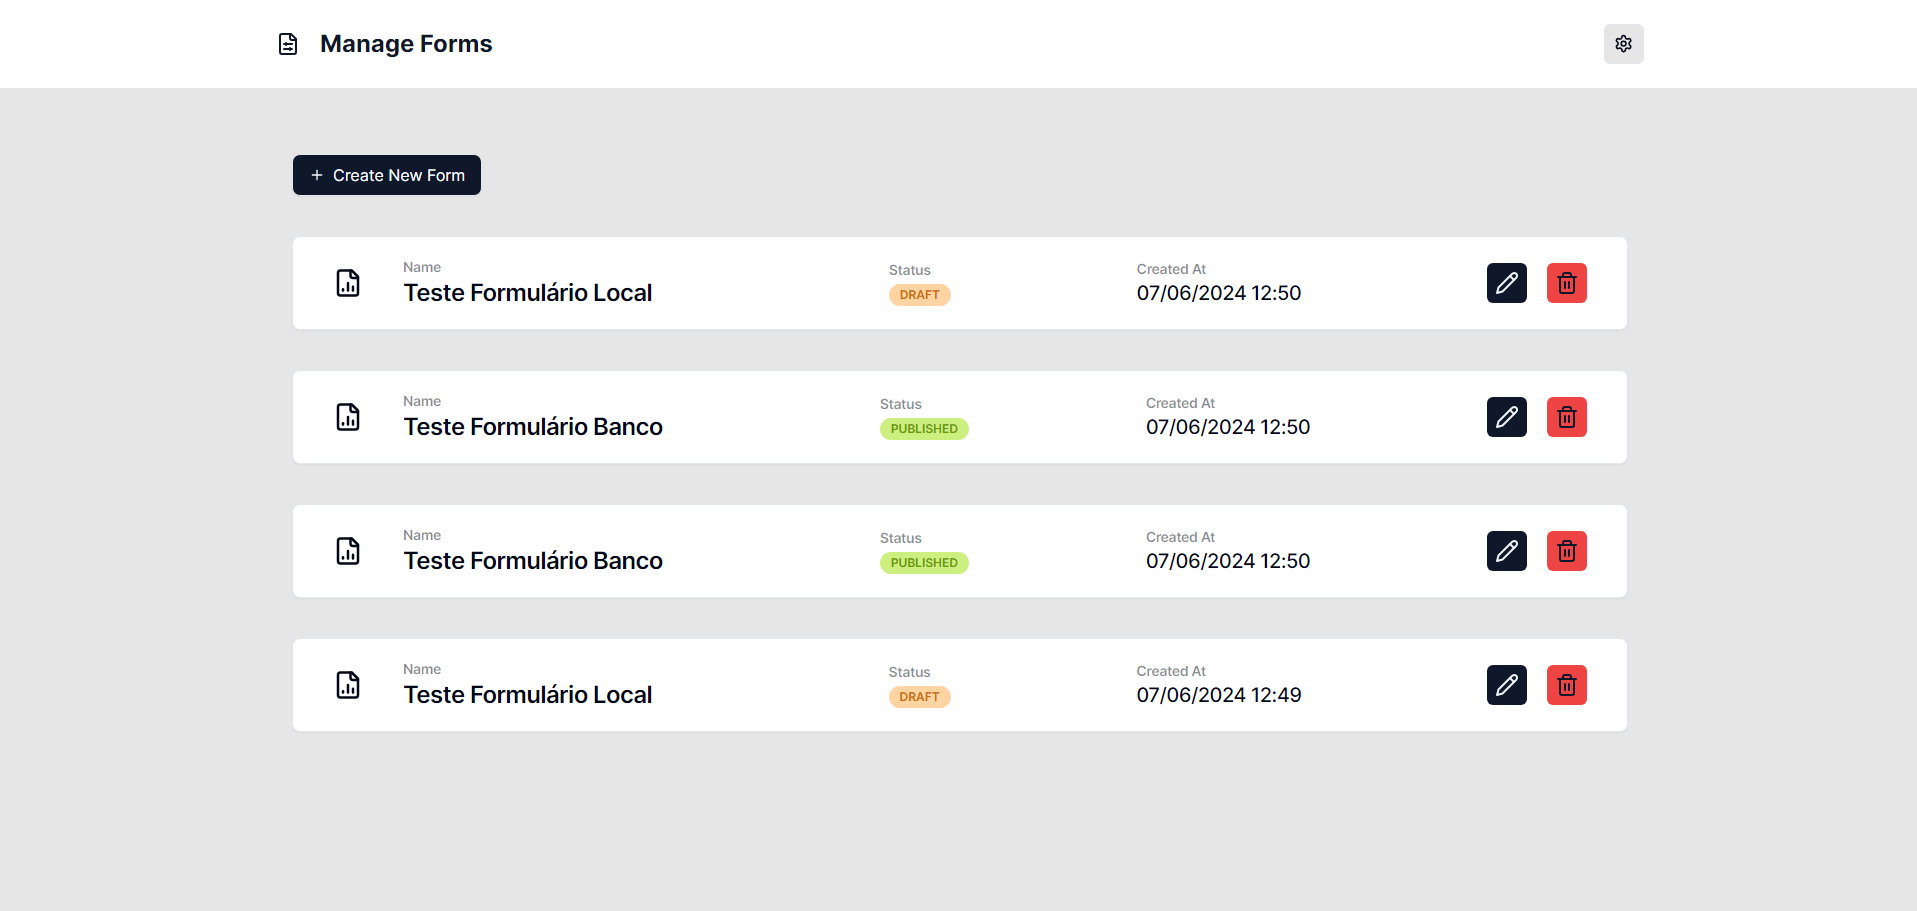 Manage Forms
+ Create New Form
Name
Status
Created At
Teste Formulário Local
DRAFT
07/06/2024 12:50
Name
Status
Created At
Teste Formulário Banco
PUBLISHED
07/06/2024 12:50
Name
Status
Created At
Teste Formulário Banco
PUBLISHED
07/06/2024 12:50
Name
Status
Created At
Teste Formulário Local
DRAFT
07/06/2024 12:49